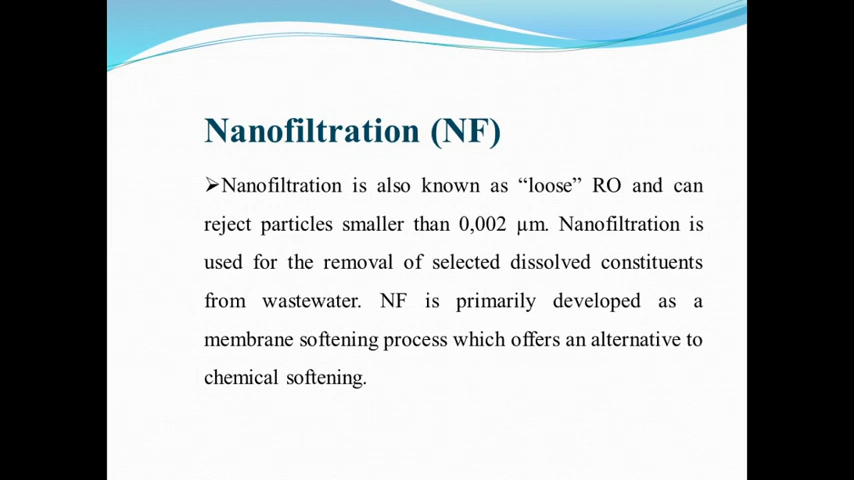 Nanofiltration (NF)
➢Nanofiltration is also known as “loose” RO and can
reject particles smaller than 0,002 µm. Nanofiltration is
used for the removal of selected dissolved constituents
from wastewater. NF is primarily developed as a
membrane softening process which offers an alternative to
chemical softening.